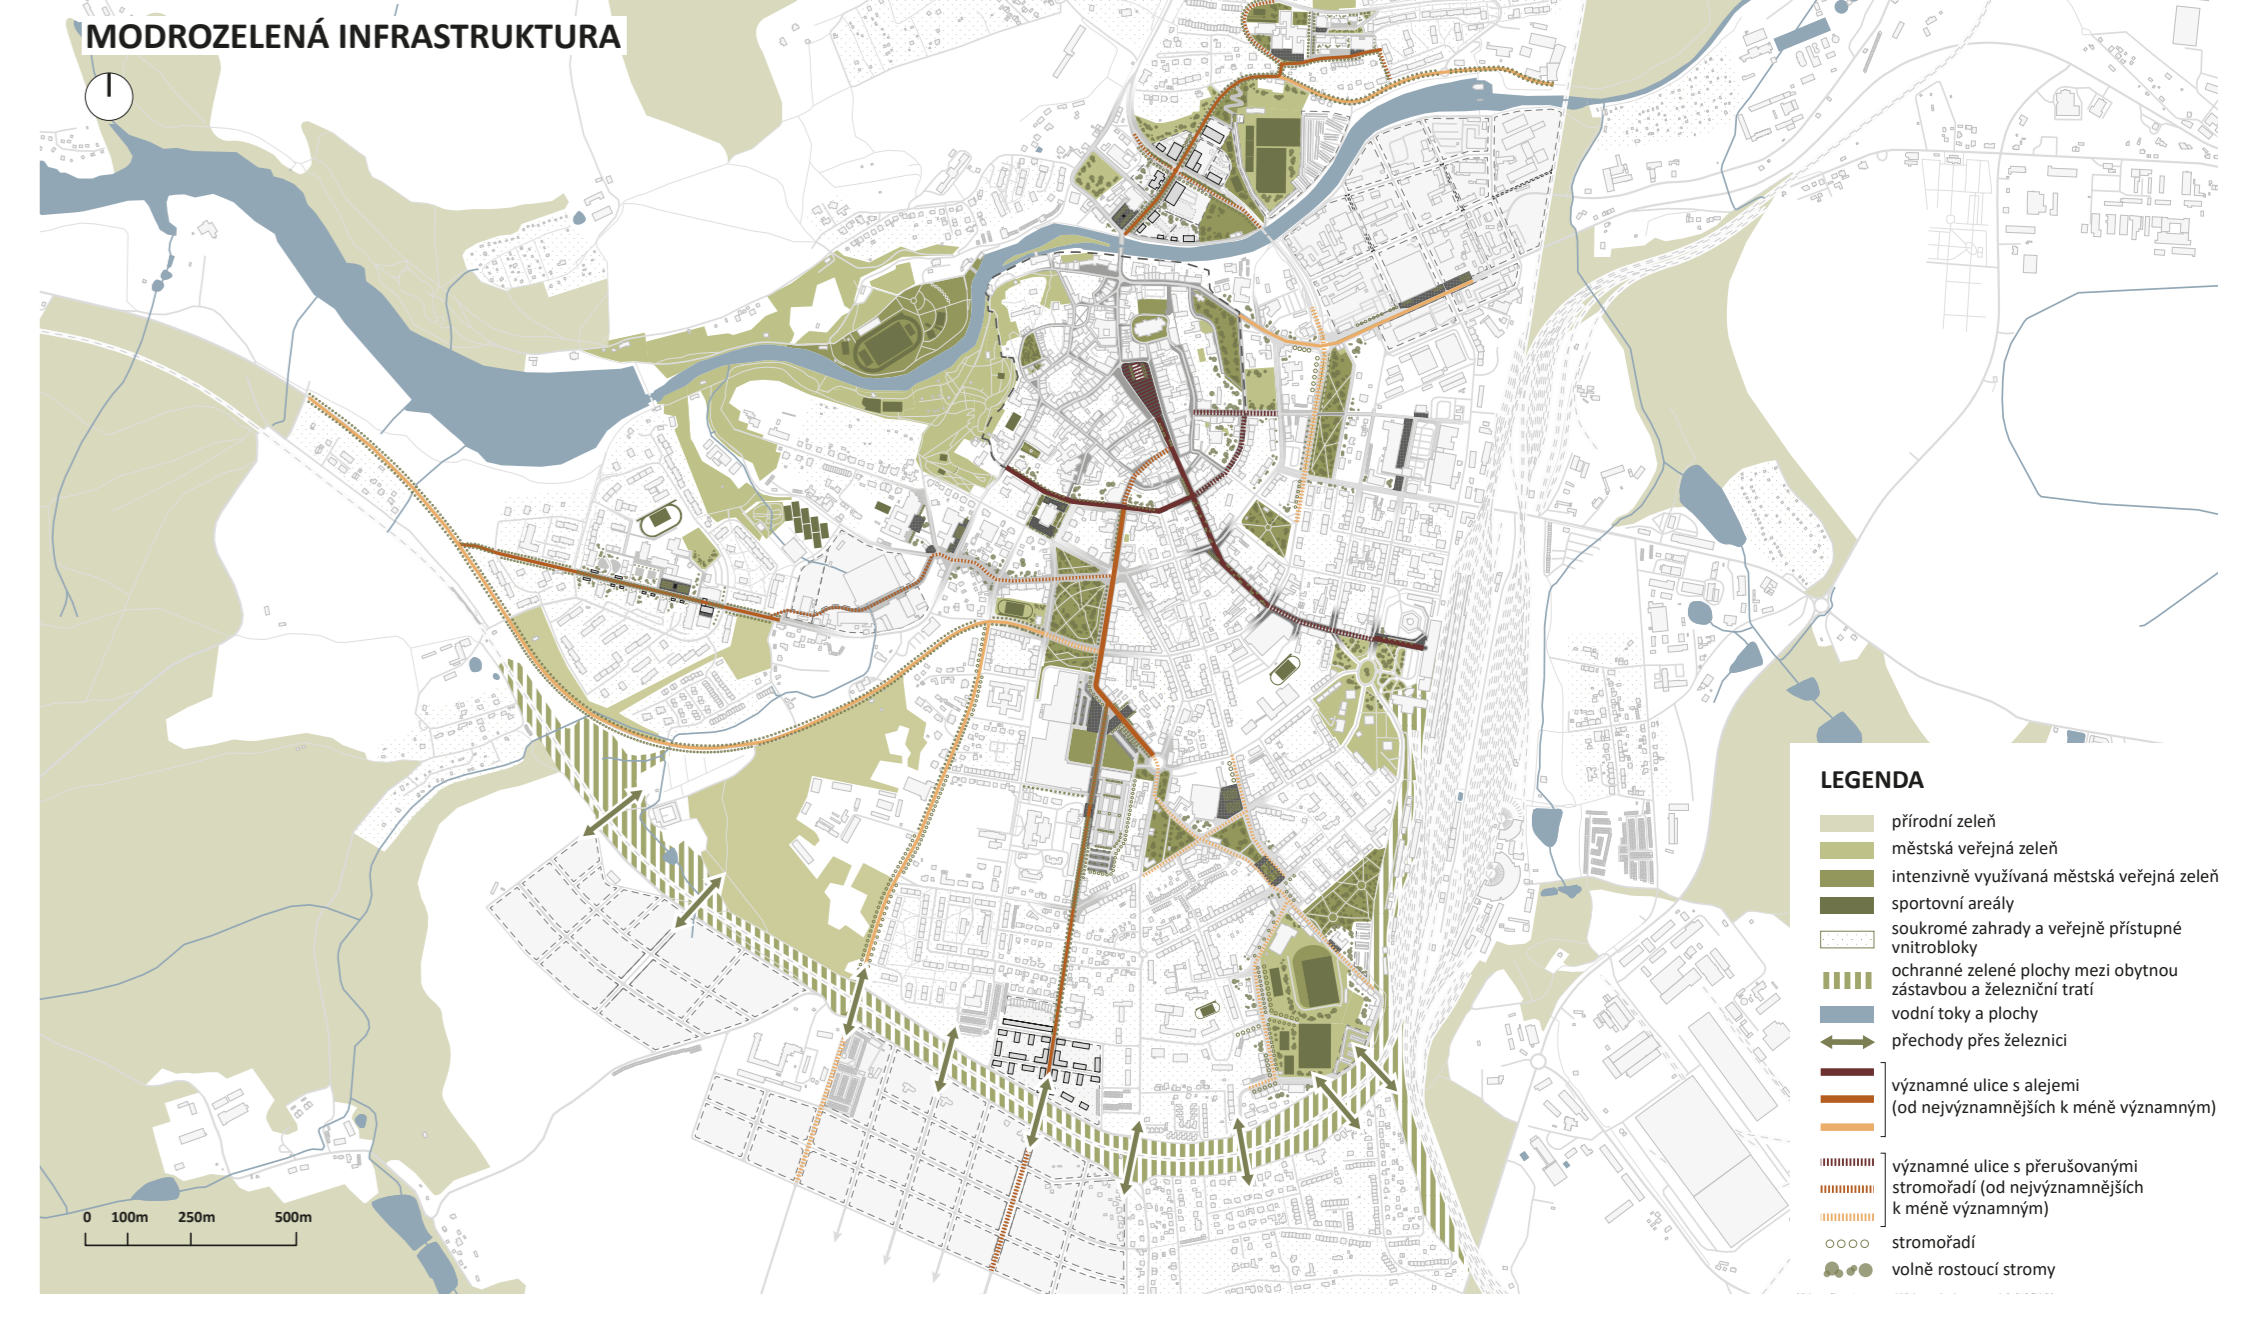 MODROZELENÁ INFRASTRUKTURA
0 100m 250m 500m
LEGENDA
přírodní zeleň
městská veřejná zeleň
intenzivně využívaná městská veřejná zeleň
sportovní areály
soukromé zahrady a veřejně přístupné
vnitrobloky
ochranné zelené plochy mezi obytnou
zástavbou a železniční tratí
vodní toky a plochy
přechody přes železnici
významné ulice s alejemi
(od nejvýznamnějších k méně významným)
významné ulice s přerušovanými
stromořadí (od nejvýznamnějších
k méně významným)
stromořadí
volně rostoucí stromy